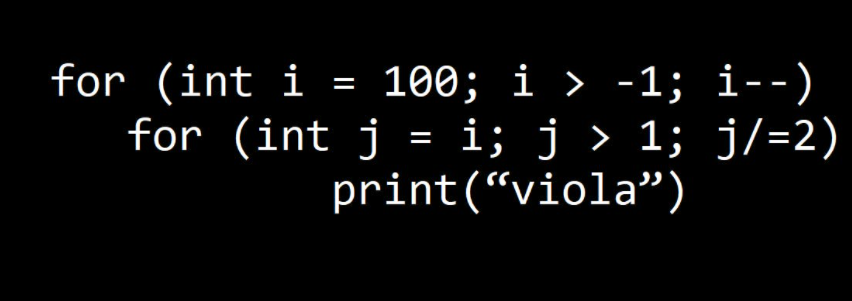 for (int i = 100; i > -1; i--)
for (int j = i; j > 1; j/=2)
print(“viola”)